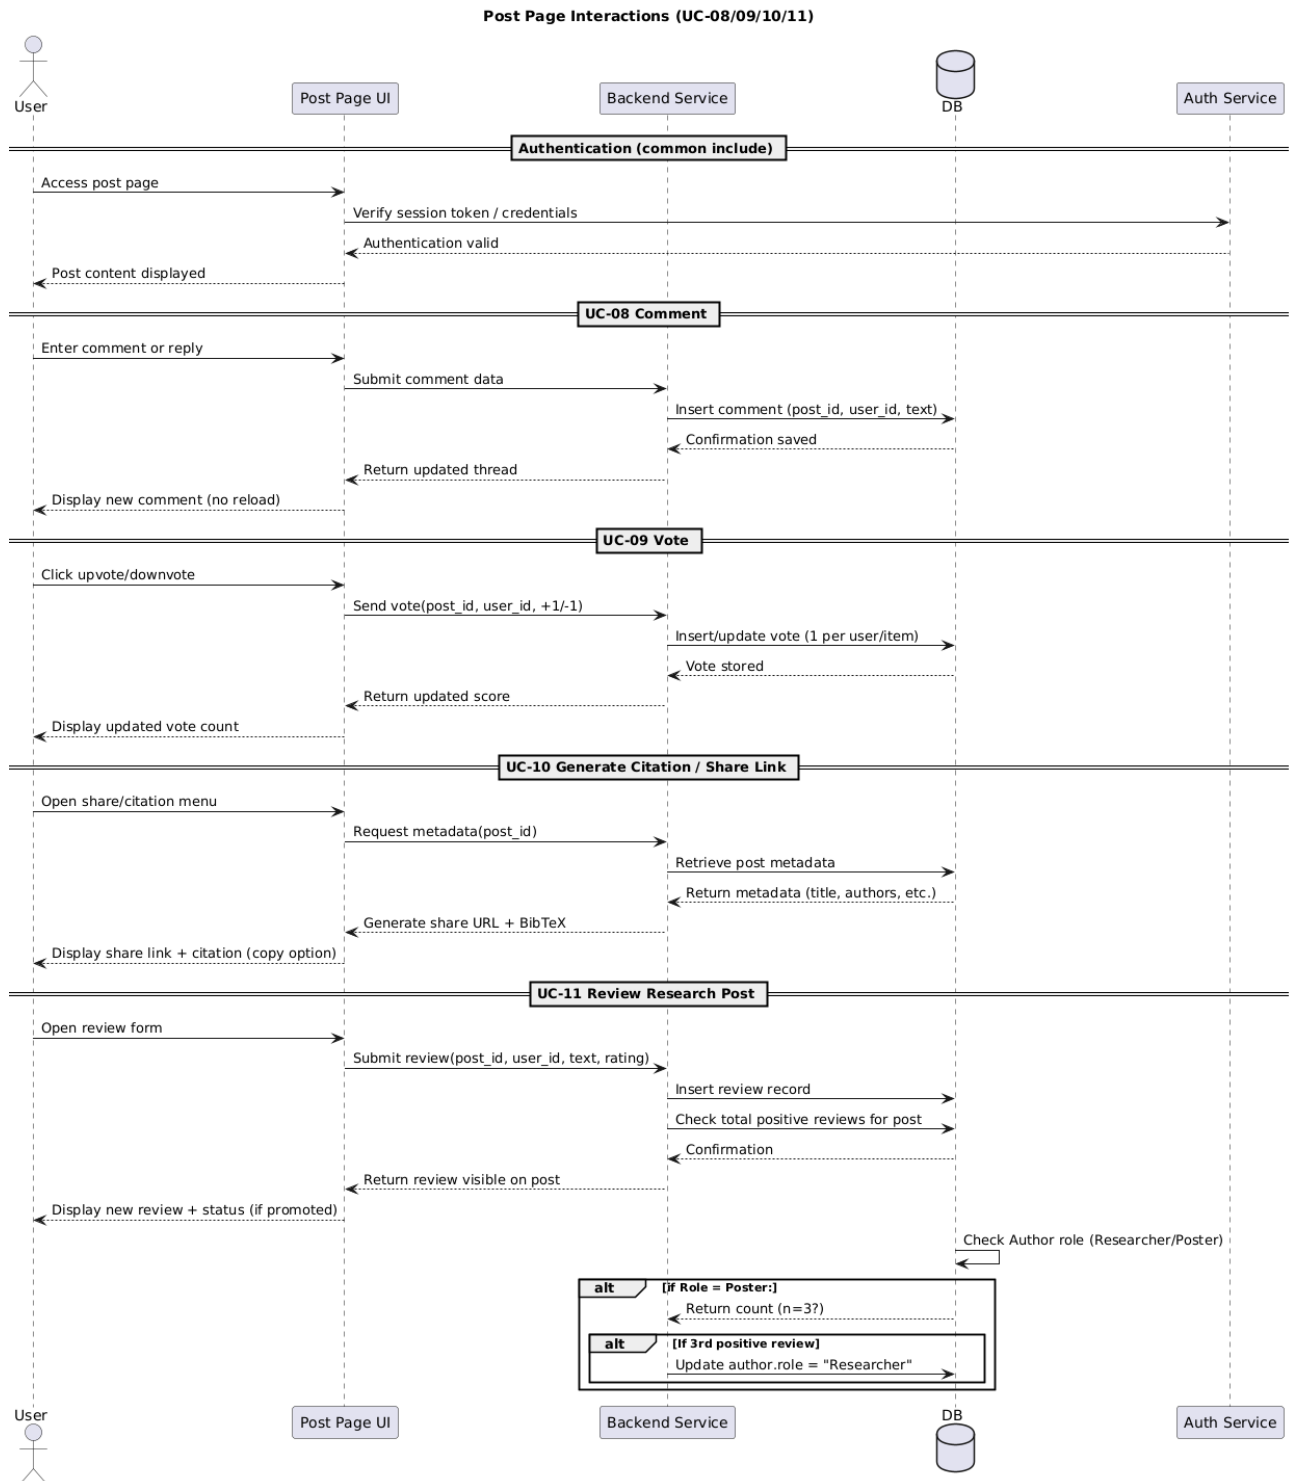 Post Page Interactions (UC-08/09/10/11)
User
Post Page UI
Backend Service
DB
Auth Service
Authentication (common include)
Access post page
Verify session token / credentials
Authentication valid
Post content displayed
UC-08 Comment
Enter comment or reply
Submit comment data
Insert comment (post_id, user_id, text)
Confirmation saved
Return updated thread
Display new comment (no reload)
UC-09 Vote
Click upvote/downvote
Send vote(post_id, user_id, +1/-1)
Insert/update vote (1 per user/item)
Vote stored
Return updated score
Display updated vote count
UC-10 Generate Citation / Share Link
Open share/citation menu
Request metadata(post_id)
Retrieve post metadata
Return metadata (title, authors, etc.)
Generate share URL + BibTeX
Display share link + citation (copy option)
UC-11 Review Research Post
Open review form
Submit review(post_id, user_id, text, rating)
Insert review record
Check total positive reviews for post
Confirmation
Return review visible on post
Display new review + status (if promoted)
Check Author role (Researcher/Poster)
alt [if Role = Poster:]
Return count (n=3?)
alt [If 3rd positive review]
Update author.role = "Researcher"
User
Post Page UI
Backend Service
DB
Auth Service